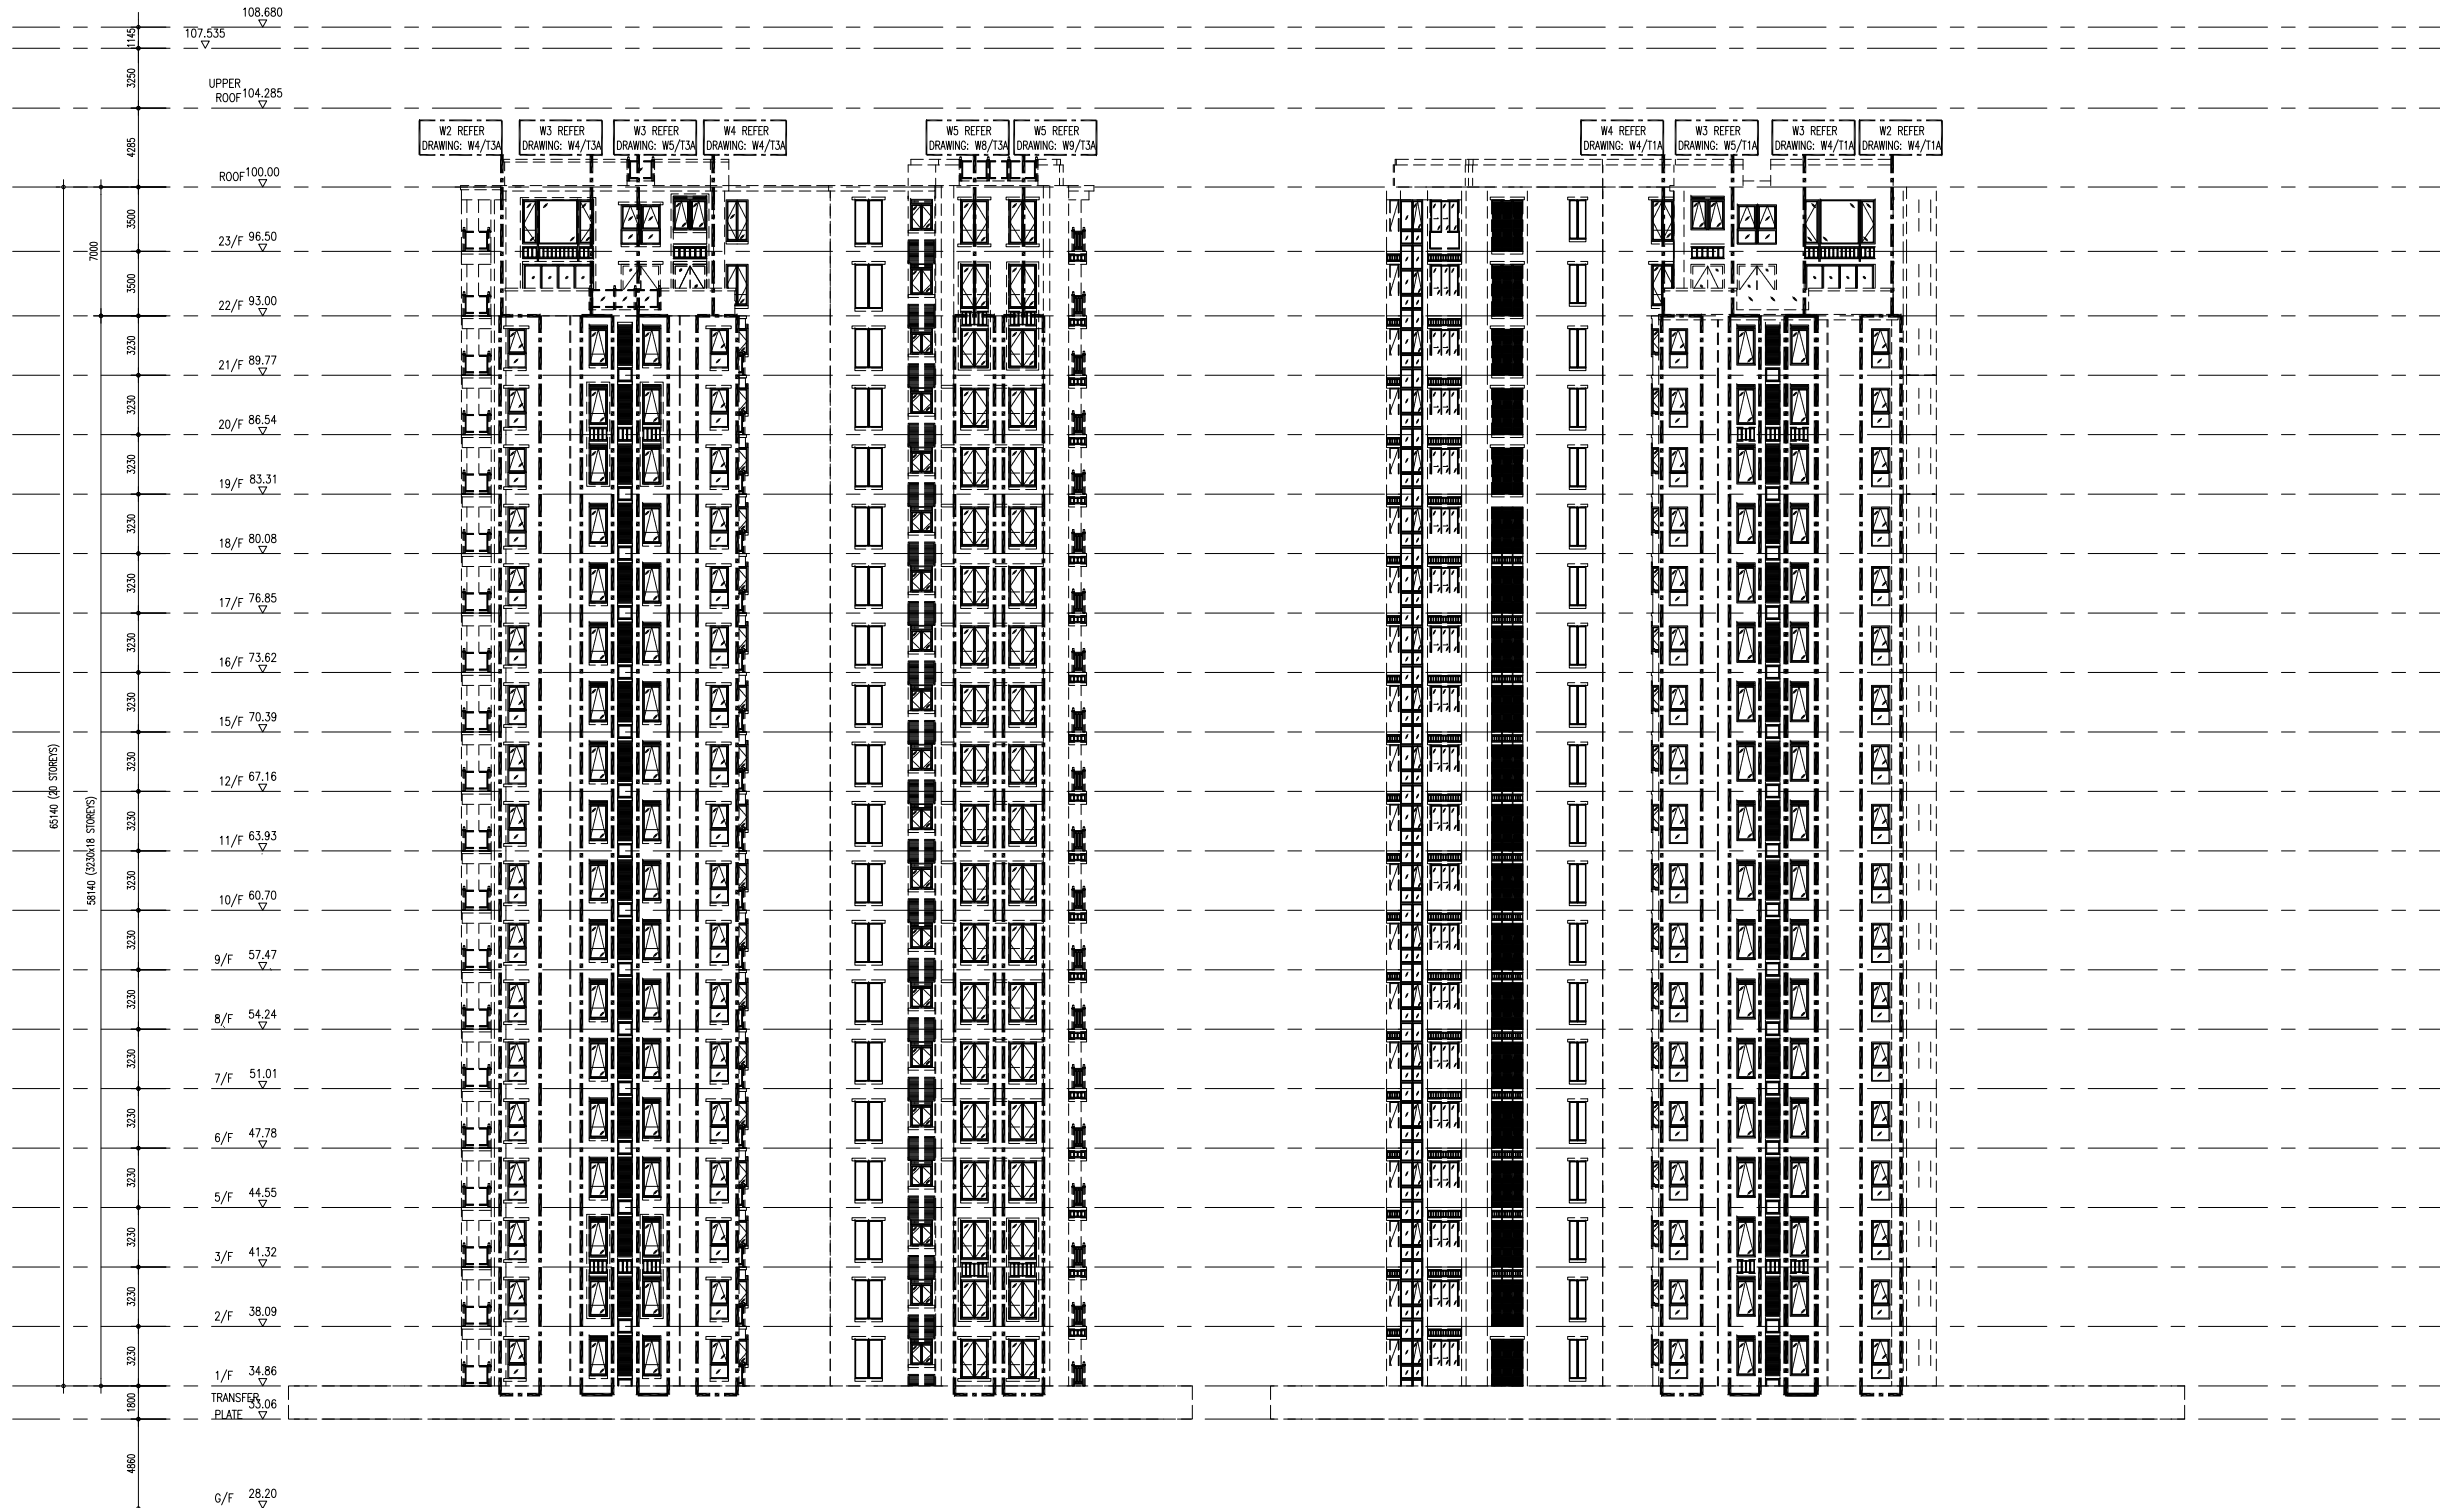 108.680
107.535
1145
3250
UPPER
ROOF 104.285
4285
W2 REFER
DRAWING: W4/T3A
W3 REFER
DRAWING: W4/T3A
W3 REFER
DRAWING: W5/T3A
W4 REFER
DRAWING: W4/T3A
W5 REFER
DRAWING: W8/T3A
W5 REFER
DRAWING: W9/T3A
W4 REFER
DRAWING: W4/T1A
W3 REFER
DRAWING: W5/T1A
W3 REFER
DRAWING: W4/T1A
W2 REFER
DRAWING: W4/T1A
ROOF 100.00
3500
23/F 96.50
7000
3500
22/F 93.00
3230
21/F 89.77
3230
20/F 86.54
3230
19/F 83.31
3230
18/F 80.08
3230
17/F 76.85
3230
16/F 73.62
3230
15/F 70.39
3230
12/F 67.16
65140 (20 STOREYS)
58140 (3230x18 STOREYS)
3230
11/F 63.93
3230
10/F 60.70
3230
9/F 57.47
3230
8/F 54.24
3230
7/F 51.01
3230
6/F 47.78
3230
5/F 44.55
3230
3/F 41.32
3230
2/F 38.09
3230
1/F 34.86
1800
TRANSFER
PLATE 33.06
4860
G/F 28.20